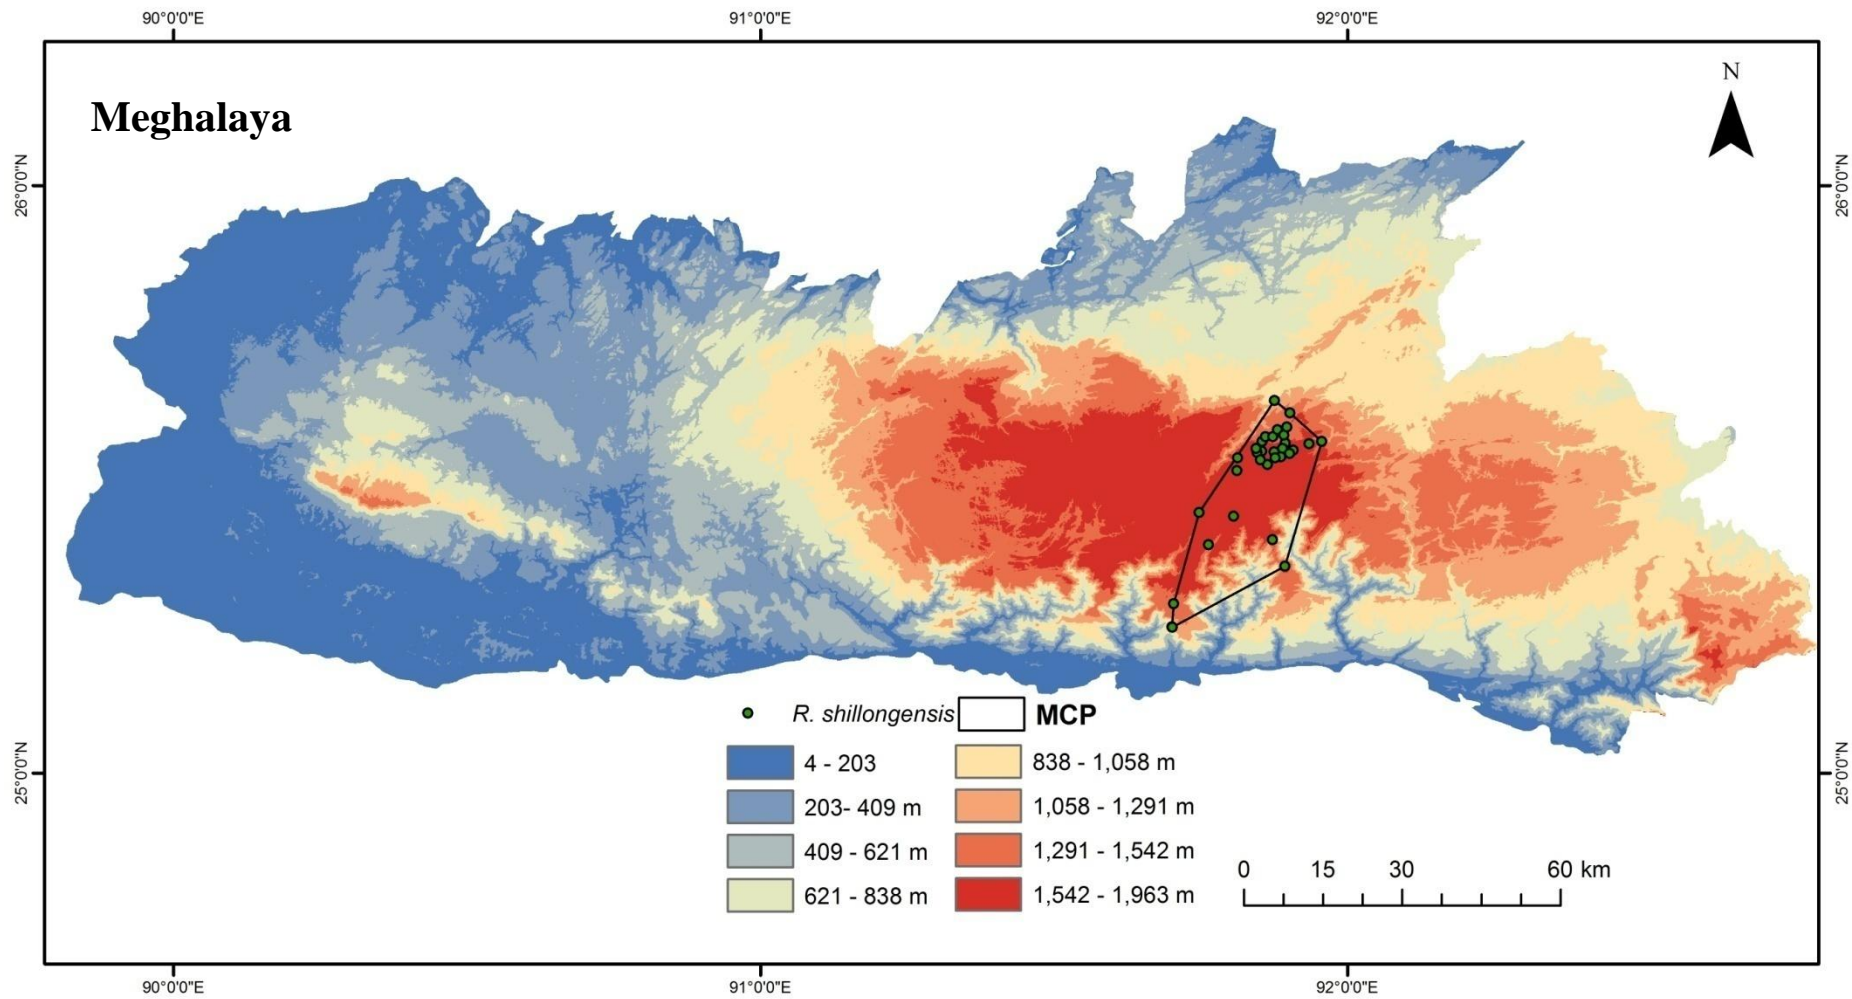 90°0'0"E 91°0'0"E 92°0'0"E
N
Meghalaya
26°0'0"N 26°0'0"N
R. shillongensis MCP
4 - 203 838 - 1,058 m
25°0'0"N 25°0'0"N
203- 409 m 1,058 - 1,291 m
409 - 621 m 1,291 - 1,542 m
0 15 30 60 km
621 - 838 m 1,542 - 1,963 m
90°0'0"E 91°0'0"E 92°0'0"E